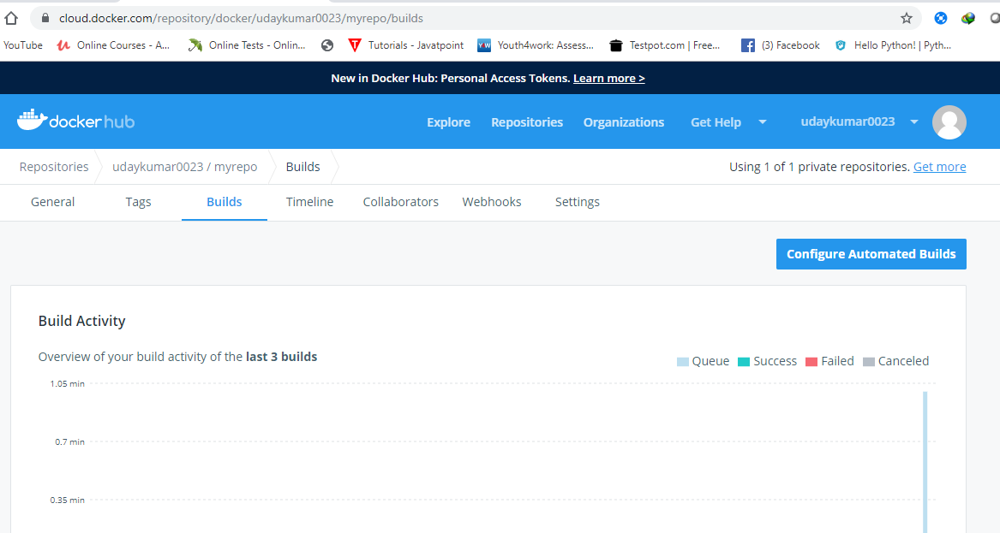 cloud.docker.com/repository/docker/udaykumar0023/myrepo/builds
YouTube Online Courses - A... Online Tests - Onlin... Tutorials - Javatpoint Youth4work: Assess... Testpot.com | Free... (3) Facebook Hello Python! | Pyth...
New in Docker Hub: Personal Access Tokens. Learn more >
docker hub Explore Repositories Organizations Get Help udaykumar0023
Repositories udaykumar0023 / myrepo Builds Using 1 of 1 private repositories. Get more
General Tags Builds Timeline Collaborators Webhooks Settings
Configure Automated Builds
Build Activity
Overview of your build activity of the last 3 builds
Queue Success Failed Canceled
1.05 min
0.7 min
0.35 min